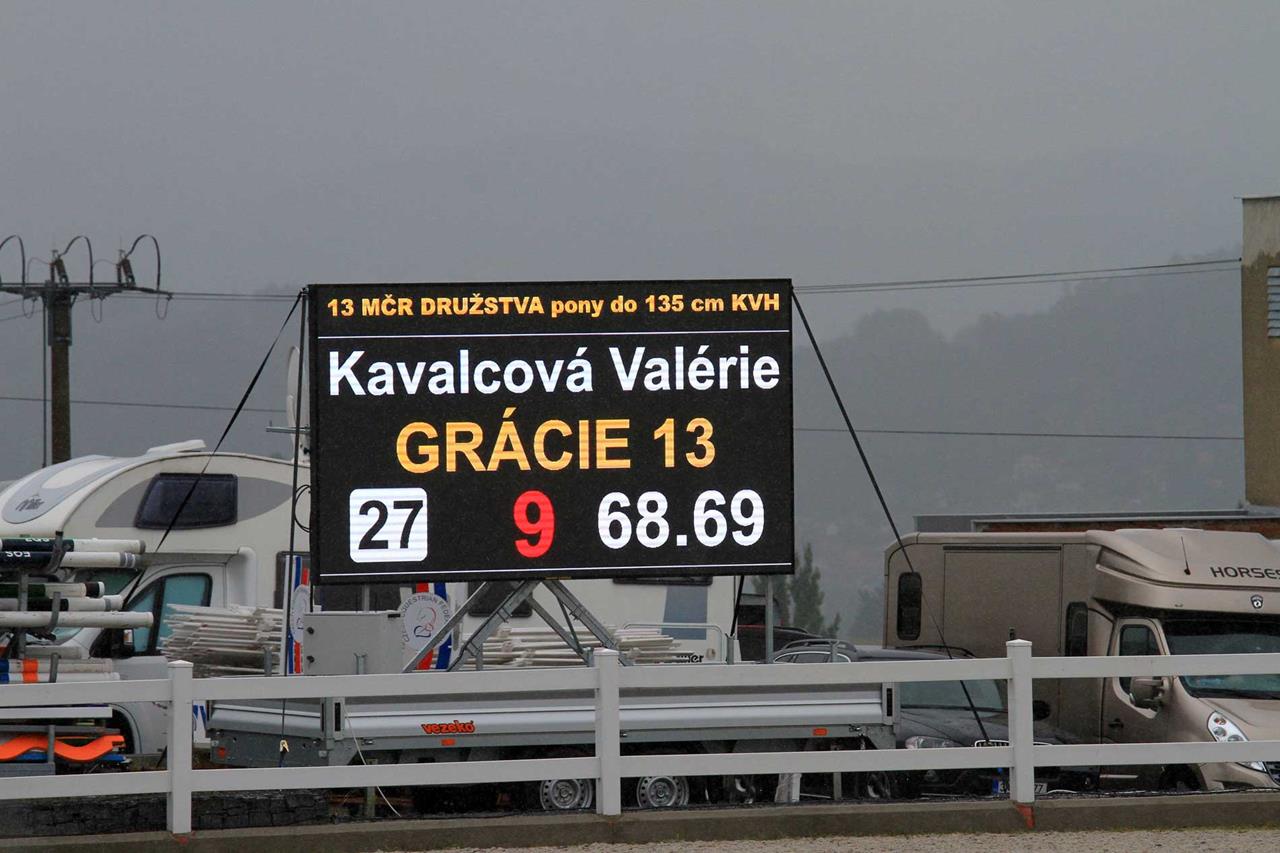 13 MČR DRUŽSTVA pony do 135 cm KVH
Kavalcová Valérie
GRÁCIE 13
27 9 68.69
HORSES
vezeko